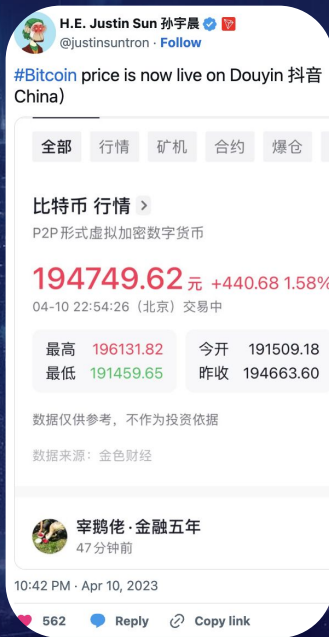 H.E. Justin Sun 孙宇晨
@justinsuntron · Follow
#Bitcoin price is now live on Douyin 抖音
China)
全部 行情 矿机 合约 爆仓
比特币 行情 >
P2P形式虚拟加密数字货币
194749.62 元 +440.68 1.58%
04-10 22:54:26（北京）交易中
最高 196131.82 今开 191509.18
最低 191459.65 昨收 194663.60
数据仅供参考，不作为投资依据
数据来源：金色财经
宰鹅佬·金融五年
47分钟前
10:42 PM · Apr 10, 2023
562 Reply Copy link